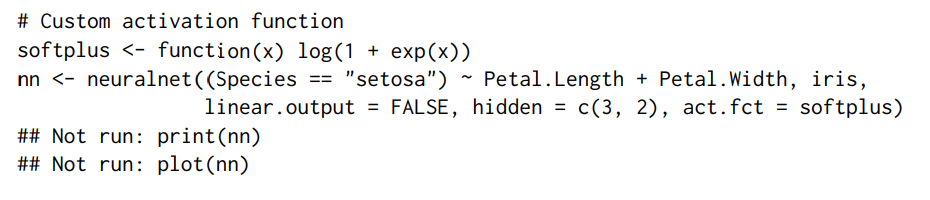 # Custom activation function
softplus <- function(x) log(1 + exp(x))
nn <- neuralnet((Species == "setosa") ~ Petal.Length + Petal.Width, iris,
                linear.output = FALSE, hidden = c(3, 2), act.fct = softplus)
## Not run: print(nn)
## Not run: plot(nn)